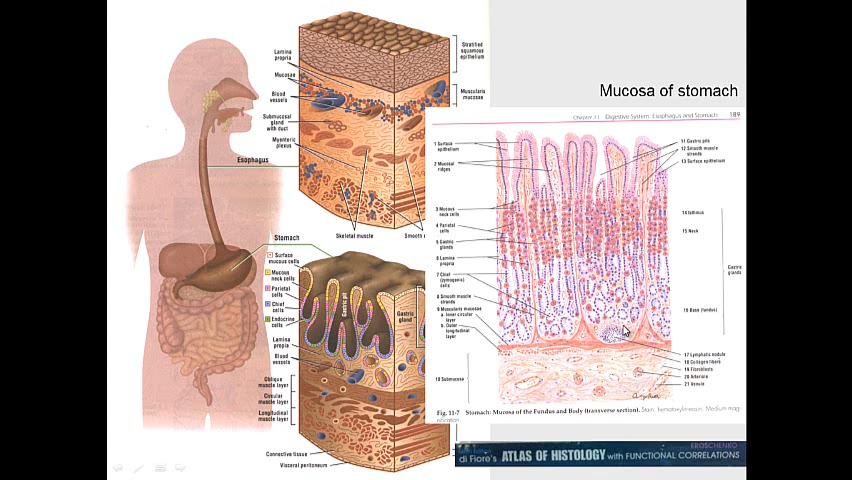 Lamina
propria
Mucosae
Blood
vessels
Submucosal
gland
with duct
Myenteric
plexus
Esophagus
Skeletal muscle
Smooth
Stratified
squamous
epithelium
Muscularis
mucosae
Stomach
Surface
mucous cells
Mucous
neck cells
Parietal
cells
Chief
cells
Endocrine
cells
Lamina
propia
Blood
vessels
Oblique
muscle layer
Circular
muscle layer
Longitudinal
muscle layer
Connective tissue
Visceral peritoneum
Gastric pit
Gastric
gland
Mucosa of stomach
Chapter 11 Digestive System: Esophagus and Stomach 189
1 Surface
epithelium
2 Mucosal
ridges
3 Mucous
neck cells
4 Parietal
cells
5 Gastric
glands
6 Lamina
propria
7 Chief
(zymogenic)
cells
8 Smooth muscle
strands
9 Muscularis mucosae
a. Inner circular
layer
b. Outer
longitudinal
layer
10 Submucosa
11 Gastric pits
12 Smooth muscle
strands
13 Surface epithelium
14 Isthmus
15 Neck
Gastric
glands
16 Base (fundus)
17 Lymphatic nodule
18 Collagen fibers
19 Fibroblasts
20 Arteriole
21 Venule
Fig. 11-7 Stomach: Mucosa of the Fundus and Body (transverse section). Stain: hematoxylin-eosin. Medium mag
nification.
EROSCHENKO
di Fiore's ATLAS OF HISTOLOGY with FUNCTIONAL CORRELATIONS